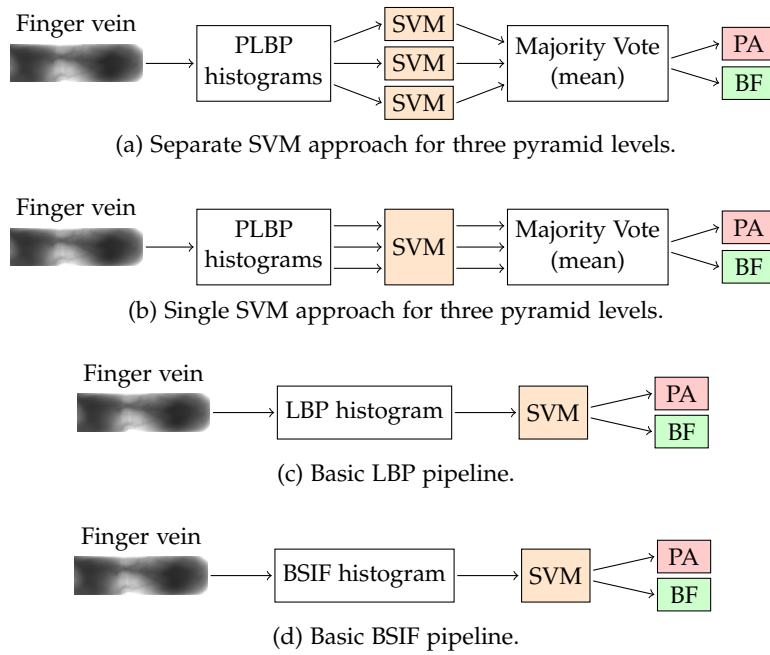 Finger vein
PLBP
histograms
SVM
SVM
SVM
Majority Vote
(mean)
PA
BF
(a) Separate SVM approach for three pyramid levels.
Finger vein
PLBP
histograms
SVM
Majority Vote
(mean)
PA
BF
(b) Single SVM approach for three pyramid levels.
Finger vein
LBP histogram
SVM
PA
BF
(c) Basic LBP pipeline.
Finger vein
BSIF histogram
SVM
PA
BF
(d) Basic BSIF pipeline.